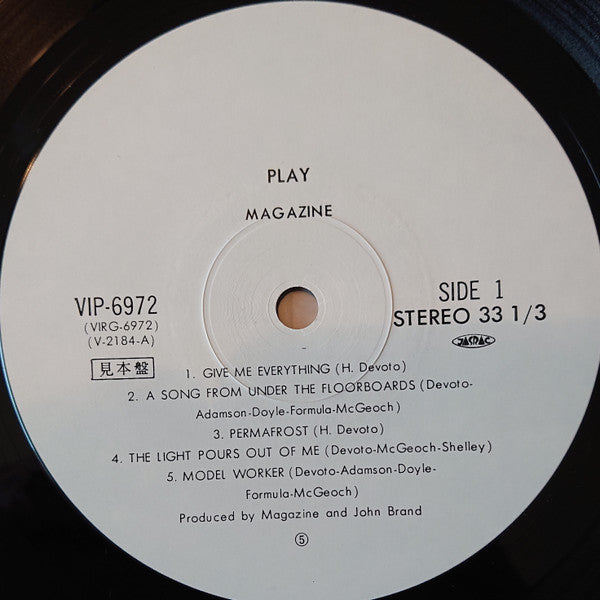 PLAY
MAGAZINE
VIP-6972
(VIRG-6972)
(V-2184-A)
見本盤
SIDE 1
STEREO 33 1/3
JASRAC
1. GIVE ME EVERYTHING (H. Devoto)
2. A SONG FROM UNDER THE FLOORBOARDS (Devoto-
Adamson-Doyle-Formula-McGeoch)
3. PERMAFROST (H. Devoto)
4. THE LIGHT POURS OUT OF ME (Devoto-McGeoch-Shelley)
5. MODEL WORKER (Devoto-Adamson-Doyle-
Formula-McGeoch)
Produced by Magazine and John Brand
⑤